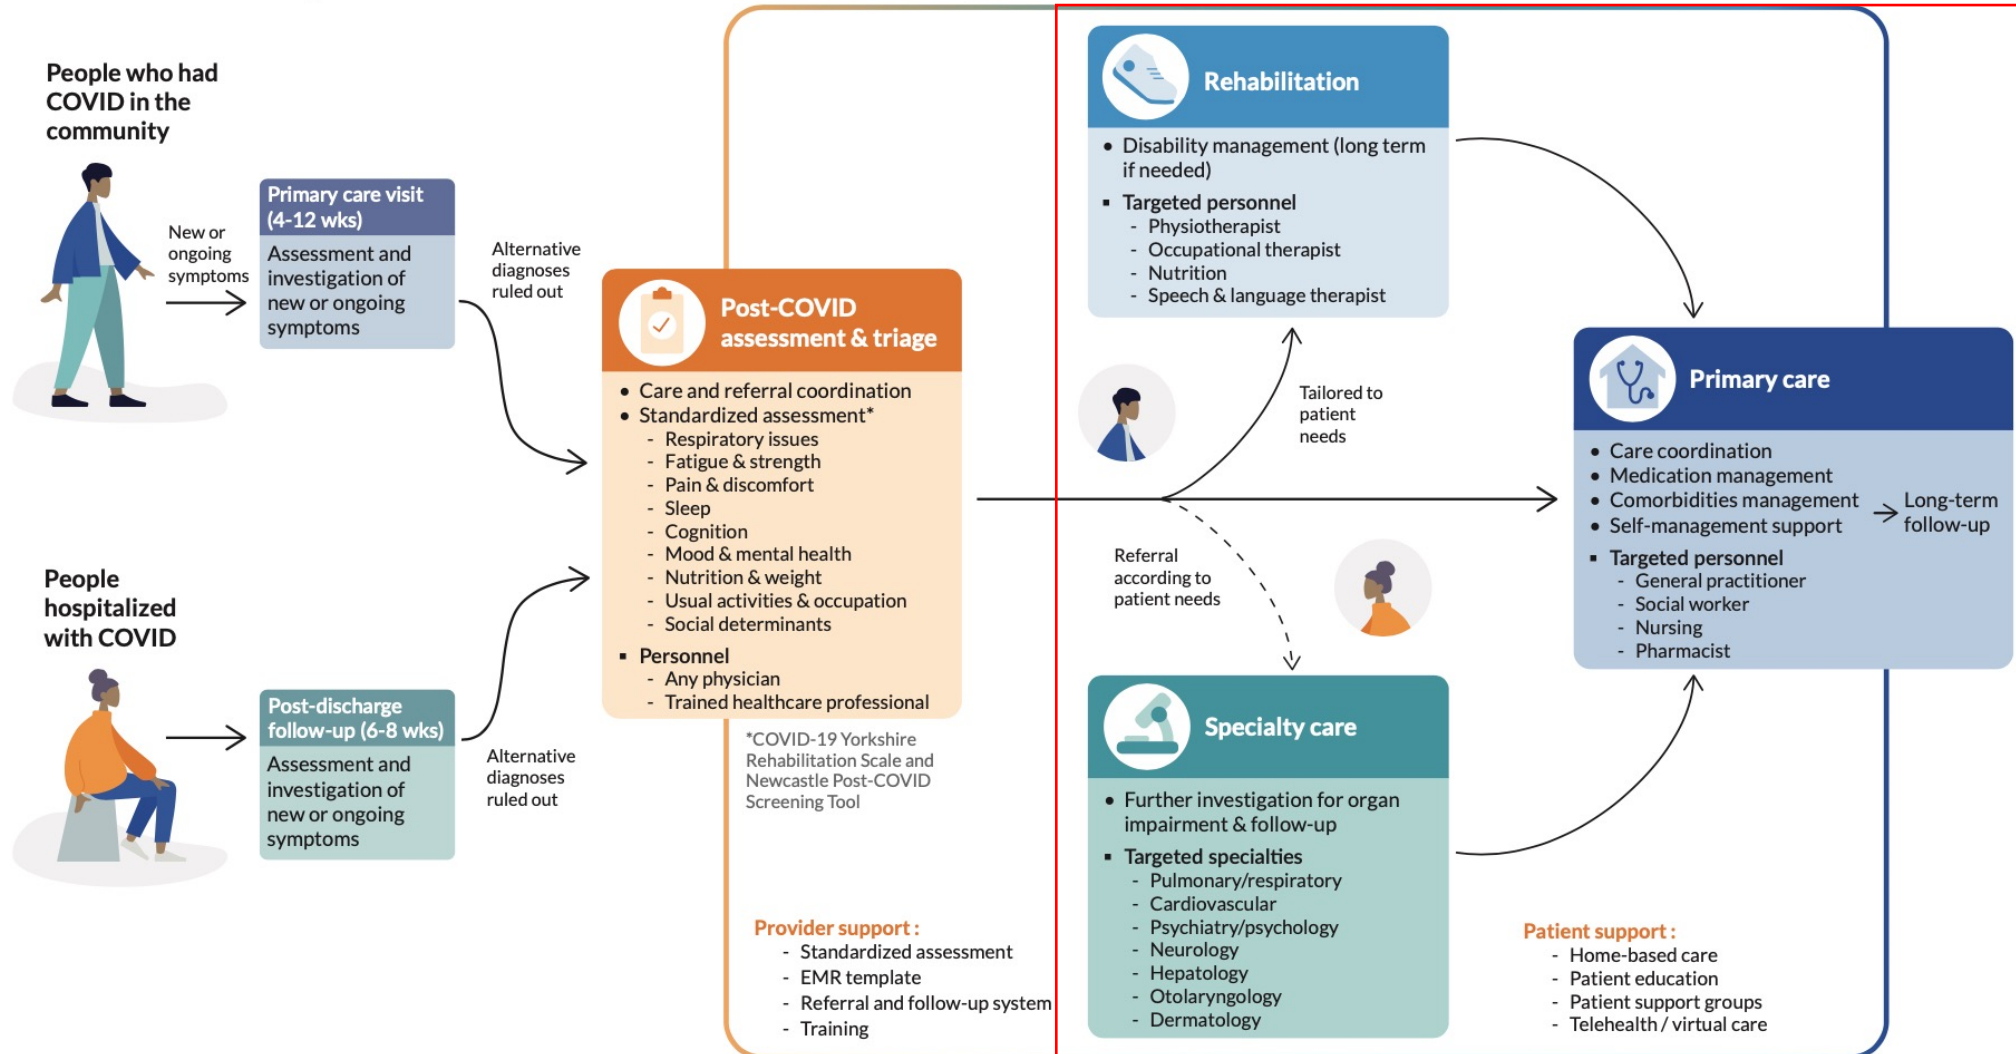 People who had
COVID in the
community
New or
ongoing
symptoms
Primary care visit
(4-12 wks)
Assessment and
investigation of
new or ongoing
symptoms
Alternative
diagnoses
ruled out
People
hospitalized
with COVID
Post-discharge
follow-up (6-8 wks)
Assessment and
investigation of
new or ongoing
symptoms
Alternative
diagnoses
ruled out
Post-COVID
assessment & triage
• Care and referral coordination
• Standardized assessment*
- Respiratory issues
- Fatigue & strength
- Pain & discomfort
- Sleep
- Cognition
- Mood & mental health
- Nutrition & weight
- Usual activities & occupation
- Social determinants
▪ Personnel
- Any physician
- Trained healthcare professional
*COVID-19 Yorkshire
Rehabilitation Scale and
Newcastle Post-COVID
Screening Tool
Provider support :
- Standardized assessment
- EMR template
- Referral and follow-up system
- Training
Rehabilitation
• Disability management (long term
if needed)
▪ Targeted personnel
- Physiotherapist
- Occupational therapist
- Nutrition
- Speech & language therapist
Tailored to
patient
needs
Referral
according to
patient needs
Specialty care
• Further investigation for organ
impairment & follow-up
▪ Targeted specialties
- Pulmonary/respiratory
- Cardiovascular
- Psychiatry/psychology
- Neurology
- Hepatology
- Otolaryngology
- Dermatology
Primary care
• Care coordination
• Medication management
• Comorbidities management
• Self-management support
Long-term
follow-up
▪ Targeted personnel
- General practitioner
- Social worker
- Nursing
- Pharmacist
Patient support :
- Home-based care
- Patient education
- Patient support groups
- Telehealth / virtual care